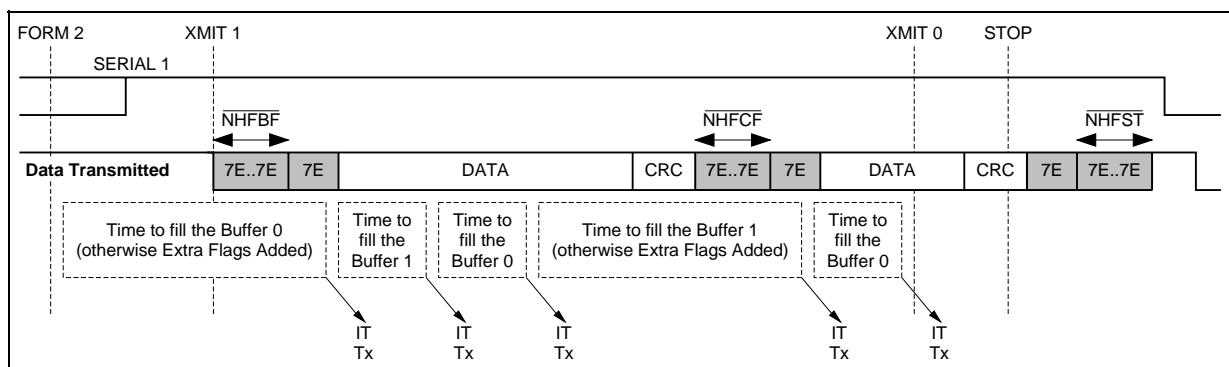 FORM 2 XMIT 1 XMIT 0 STOP
SERIAL 1
NHFBF NHFCF NHFST
Data Transmitted 7E..7E 7E DATA CRC 7E..7E 7E DATA CRC 7E 7E..7E
Time to fill the Buffer 0
(otherwise Extra Flags Added)
Time to
fill the
Buffer 1
Time to
fill the
Buffer 0
Time to fill the Buffer 1
(otherwise Extra Flags Added)
Time to
fill the
Buffer 0
IT IT IT IT IT
Tx Tx Tx Tx Tx